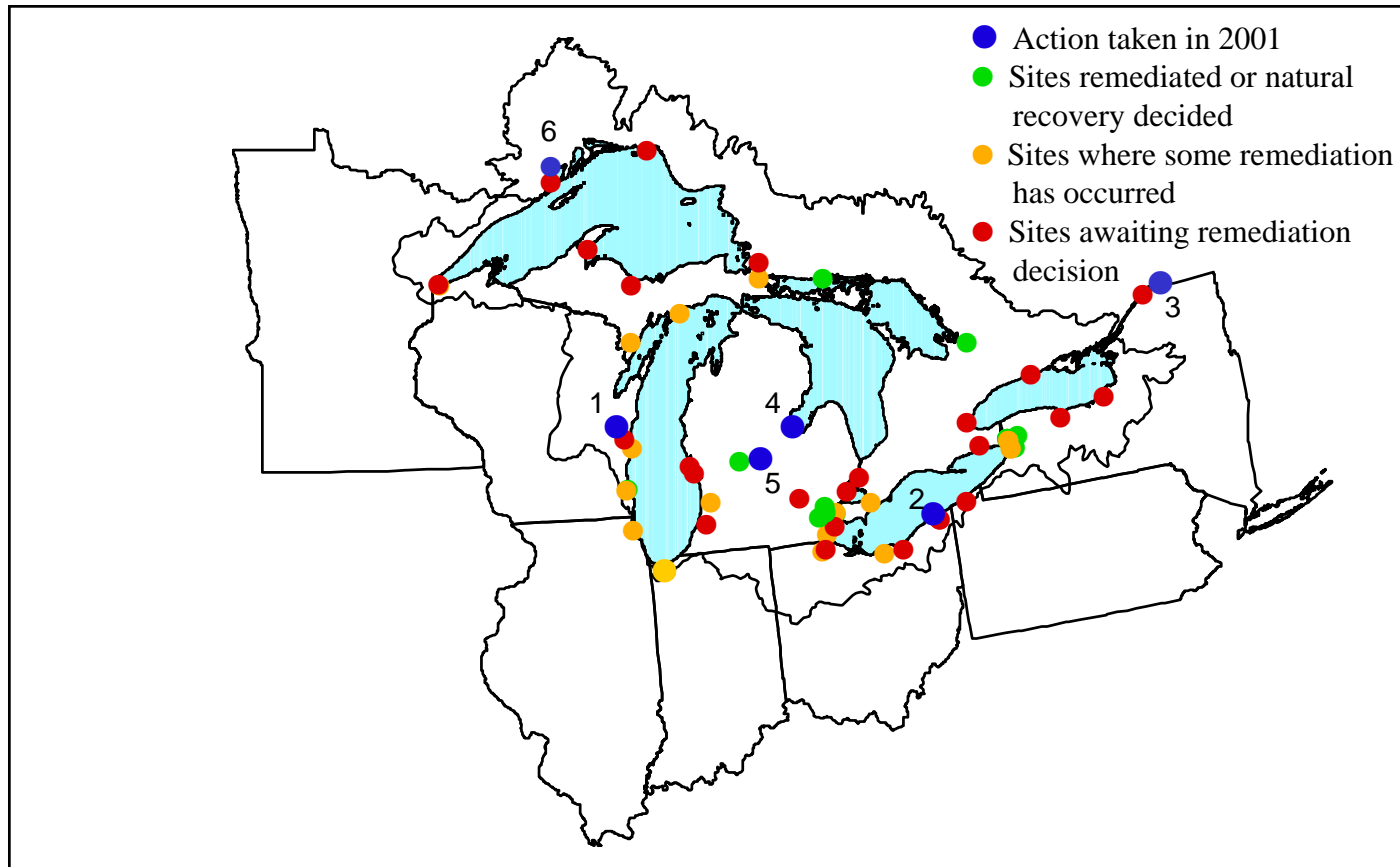 Action taken in 2001
Sites remediated or natural
recovery decided
Sites where some remediation
has occurred
Sites awaiting remediation
decision
6
3
1
4
5
2